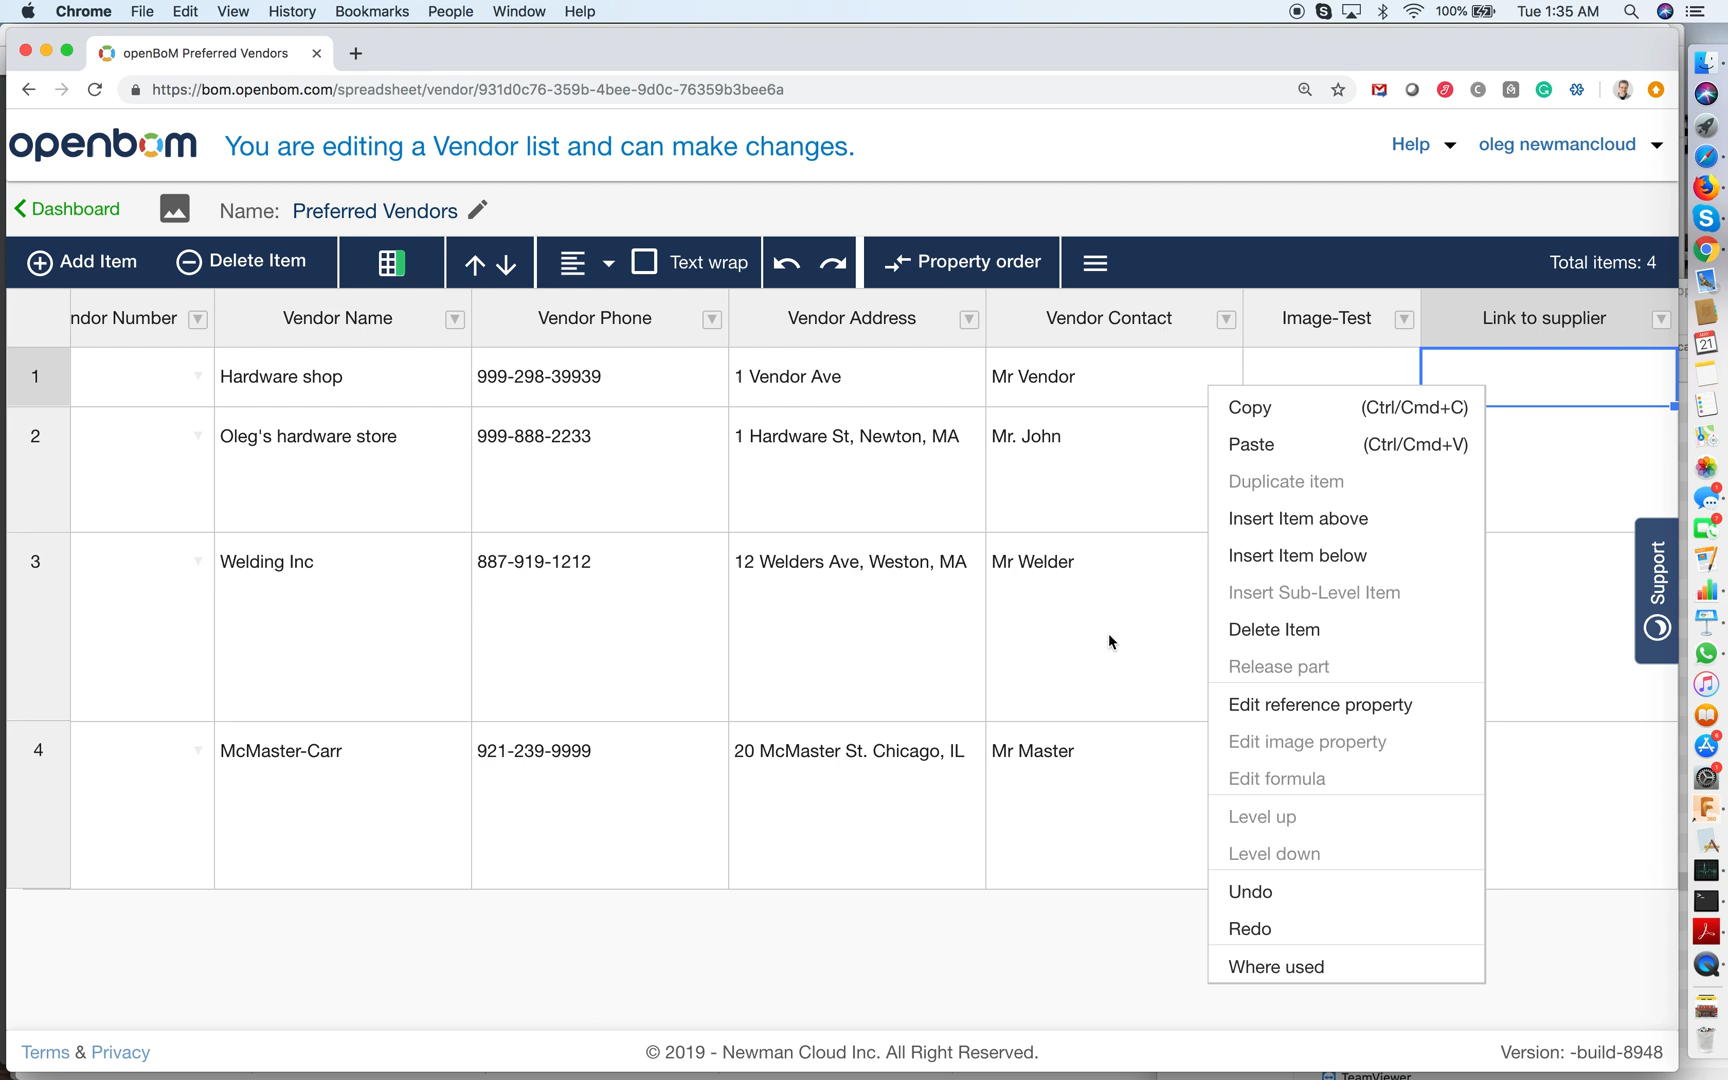 Chrome File Edit View History Bookmarks People Window Help 100% Tue 1:35 AM
openBoM Preferred Vendors
https://bom.openbom.com/spreadsheet/vendor/931d0c76-359b-4bee-9d0c-76359b3bee6a
openbom You are editing a Vendor list and can make changes. Help oleg newmancloud
Dashboard Name: Preferred Vendors
Add Item Delete Item Text wrap Property order Total items: 4
ndor Number Vendor Name Vendor Phone Vendor Address Vendor Contact Image-Test Link to supplier
1 Hardware shop 999-298-39939 1 Vendor Ave Mr Vendor
2 Oleg's hardware store 999-888-2233 1 Hardware St, Newton, MA Mr. John
3 Welding Inc 887-919-1212 12 Welders Ave, Weston, MA Mr Welder
4 McMaster-Carr 921-239-9999 20 McMaster St. Chicago, IL Mr Master
Copy (Ctrl/Cmd+C)
Paste (Ctrl/Cmd+V)
Duplicate item
Insert Item above
Insert Item below
Insert Sub-Level Item
Delete Item
Release part
Edit reference property
Edit image property
Edit formula
Level up
Level down
Undo
Redo
Where used
Support
Terms & Privacy © 2019 - Newman Cloud Inc. All Right Reserved. Version: -build-8948
TeamViewer